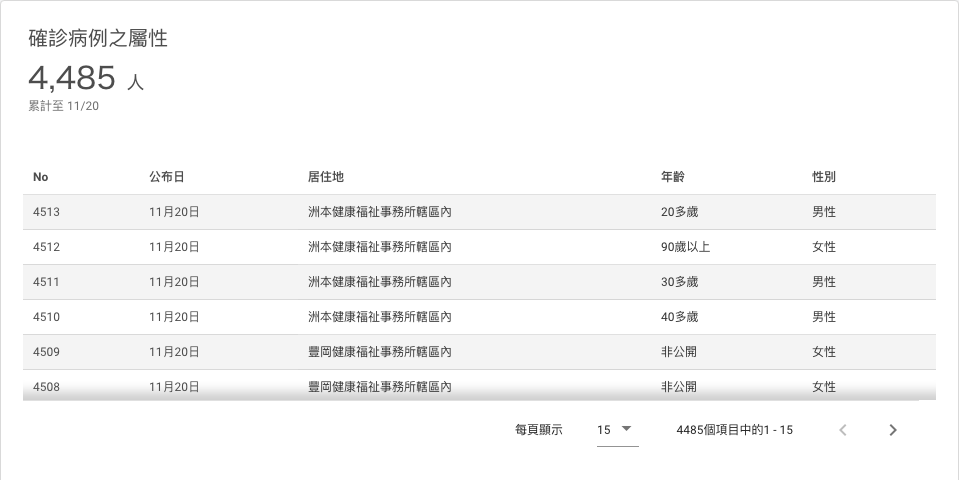 確診病例之屬性
4,485 人
累計至 11/20
No 公布日 居住地 年齡 性別
4513 11月20日 洲本健康福祉事務所轄區內 20多歲 男性
4512 11月20日 洲本健康福祉事務所轄區內 90歲以上 女性
4511 11月20日 洲本健康福祉事務所轄區內 30多歲 男性
4510 11月20日 洲本健康福祉事務所轄區內 40多歲 男性
4509 11月20日 豐岡健康福祉事務所轄區內 非公開 女性
4508 11月20日 豐岡健康福祉事務所轄區內 非公開 女性
每頁顯示 15 4485個項目中的1 - 15